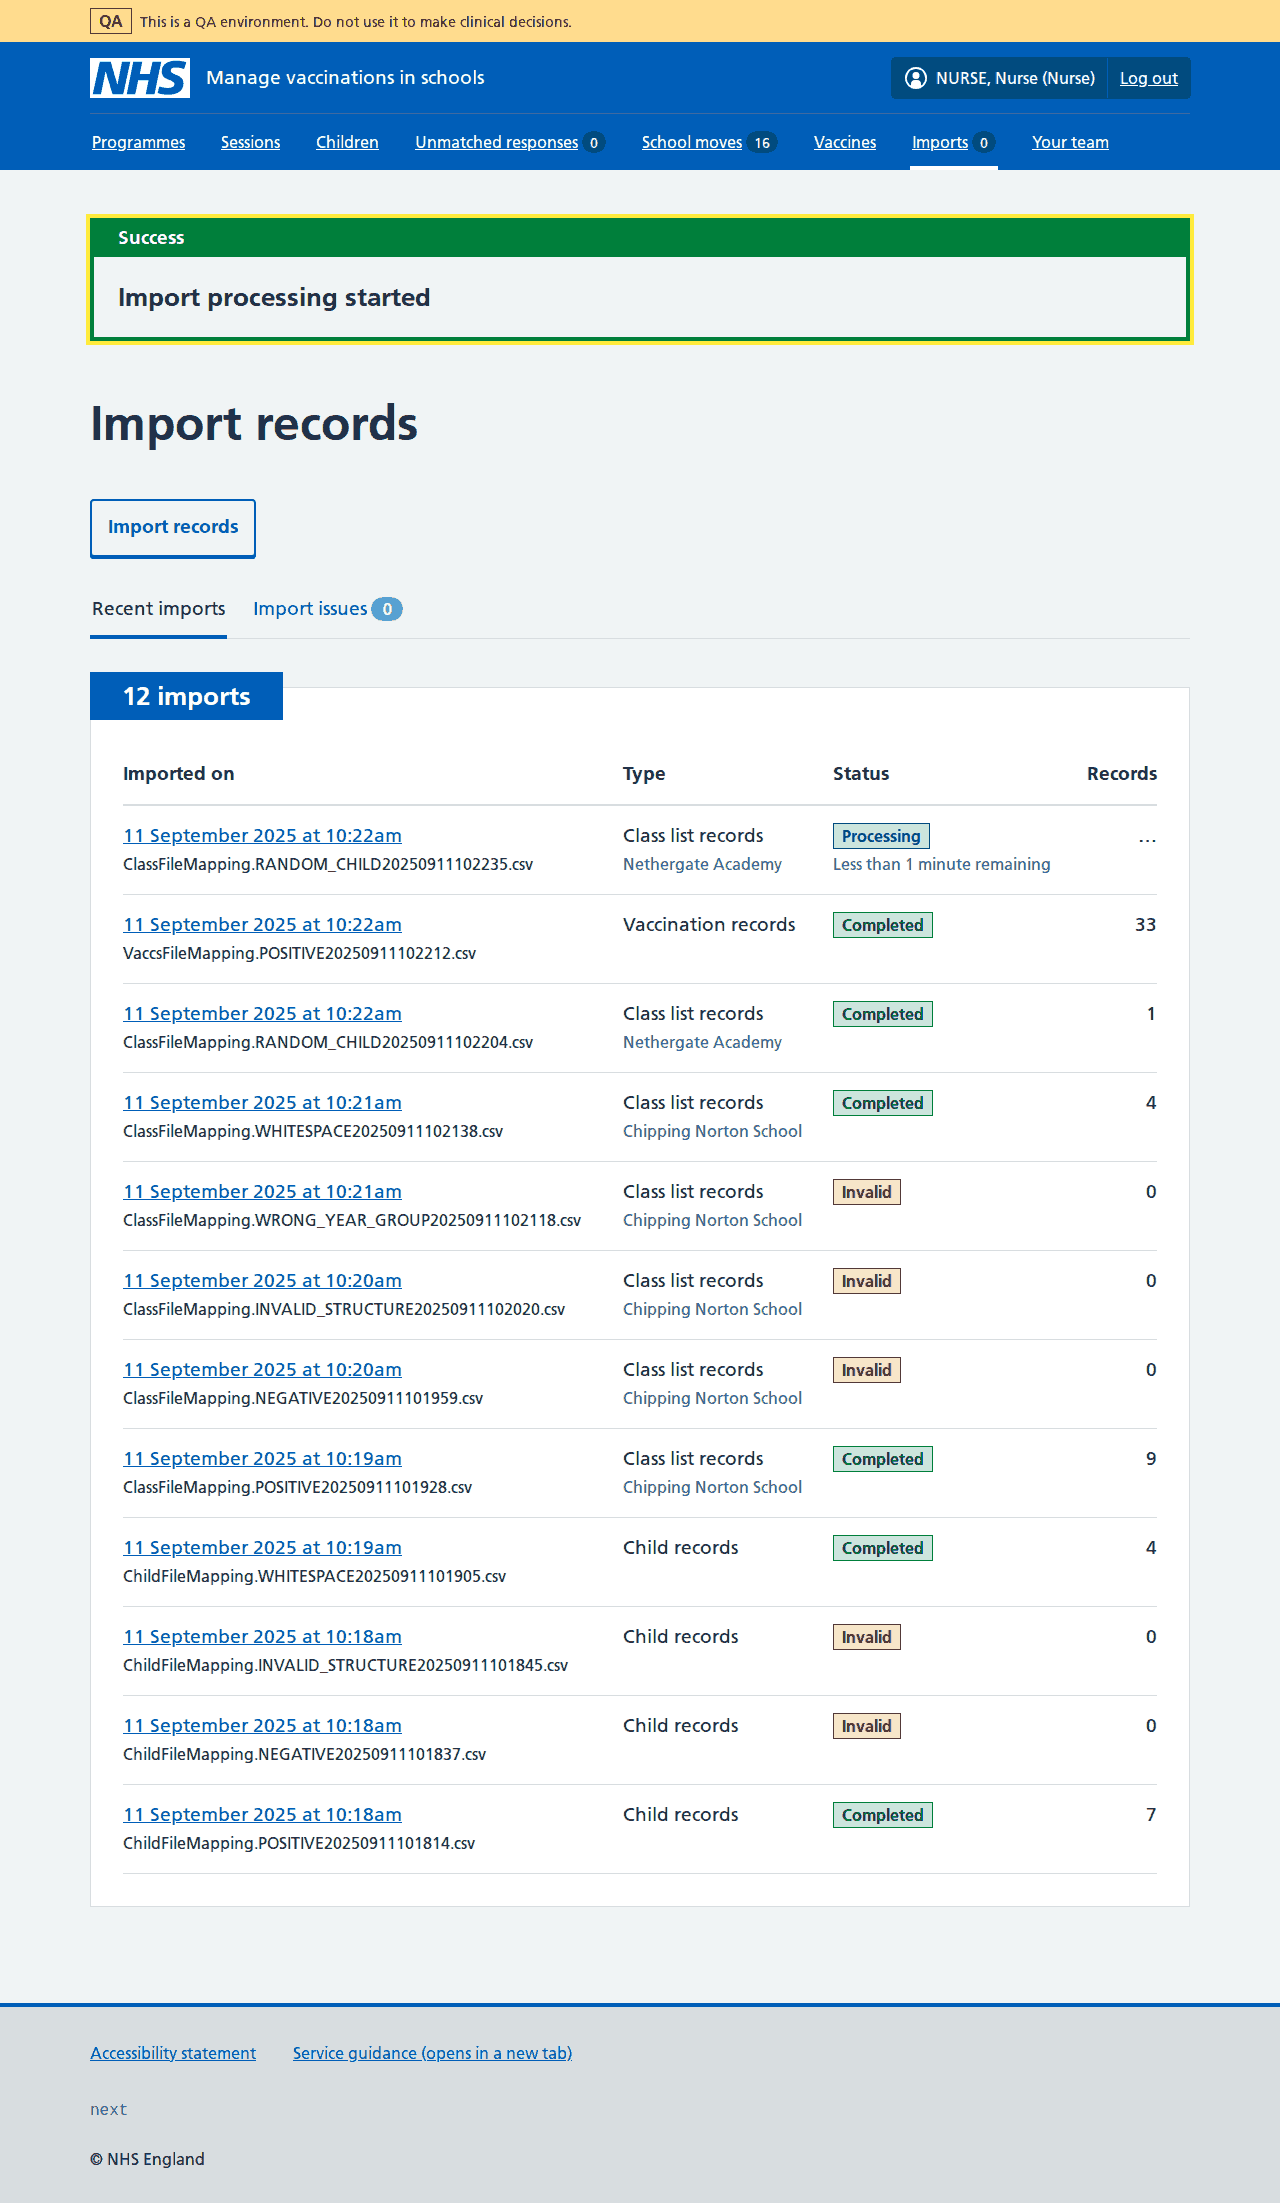 QA This is a QA environment. Do not use it to make clinical decisions.
NHS Manage vaccinations in schools NURSE, Nurse (Nurse) Log out
Programmes Sessions Children Unmatched responses 0 School moves 16 Vaccines Imports 0 Your team
Success
Import processing started
Import records
Import records
Recent imports Import issues 0
12 imports
Imported on Type Status Records
11 September 2025 at 10:22am Class list records Processing ...
ClassFileMapping.RANDOM_CHILD20250911102235.csv Nethergate Academy Less than 1 minute remaining
11 September 2025 at 10:22am Vaccination records Completed 33
VaccsFileMapping.POSITIVE20250911102212.csv
11 September 2025 at 10:22am Class list records Completed 1
ClassFileMapping.RANDOM_CHILD20250911102204.csv Nethergate Academy
11 September 2025 at 10:21am Class list records Completed 4
ClassFileMapping.WHITESPACE20250911102138.csv Chipping Norton School
11 September 2025 at 10:21am Class list records Invalid 0
ClassFileMapping.WRONG_YEAR_GROUP20250911102118.csv Chipping Norton School
11 September 2025 at 10:20am Class list records Invalid 0
ClassFileMapping.INVALID_STRUCTURE20250911102020.csv Chipping Norton School
11 September 2025 at 10:20am Class list records Invalid 0
ClassFileMapping.NEGATIVE20250911101959.csv Chipping Norton School
11 September 2025 at 10:19am Class list records Completed 9
ClassFileMapping.POSITIVE20250911101928.csv Chipping Norton School
11 September 2025 at 10:19am Child records Completed 4
ChildFileMapping.WHITESPACE20250911101905.csv
11 September 2025 at 10:18am Child records Invalid 0
ChildFileMapping.INVALID_STRUCTURE20250911101845.csv
11 September 2025 at 10:18am Child records Invalid 0
ChildFileMapping.NEGATIVE20250911101837.csv
11 September 2025 at 10:18am Child records Completed 7
ChildFileMapping.POSITIVE20250911101814.csv
Accessibility statement Service guidance (opens in a new tab)
next
© NHS England